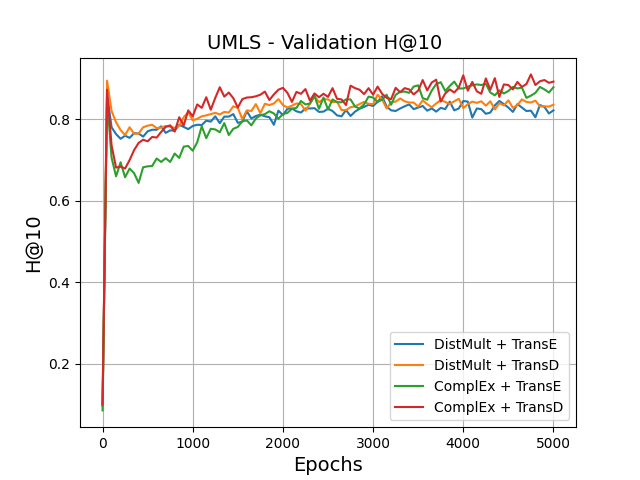 UMLS - Validation H@10
H@10
0.8
0.6
0.4
0.2
0
1000
2000
3000
4000
5000
Epochs
DistMult + TransE
DistMult + TransD
ComplEx + TransE
ComplEx + TransD